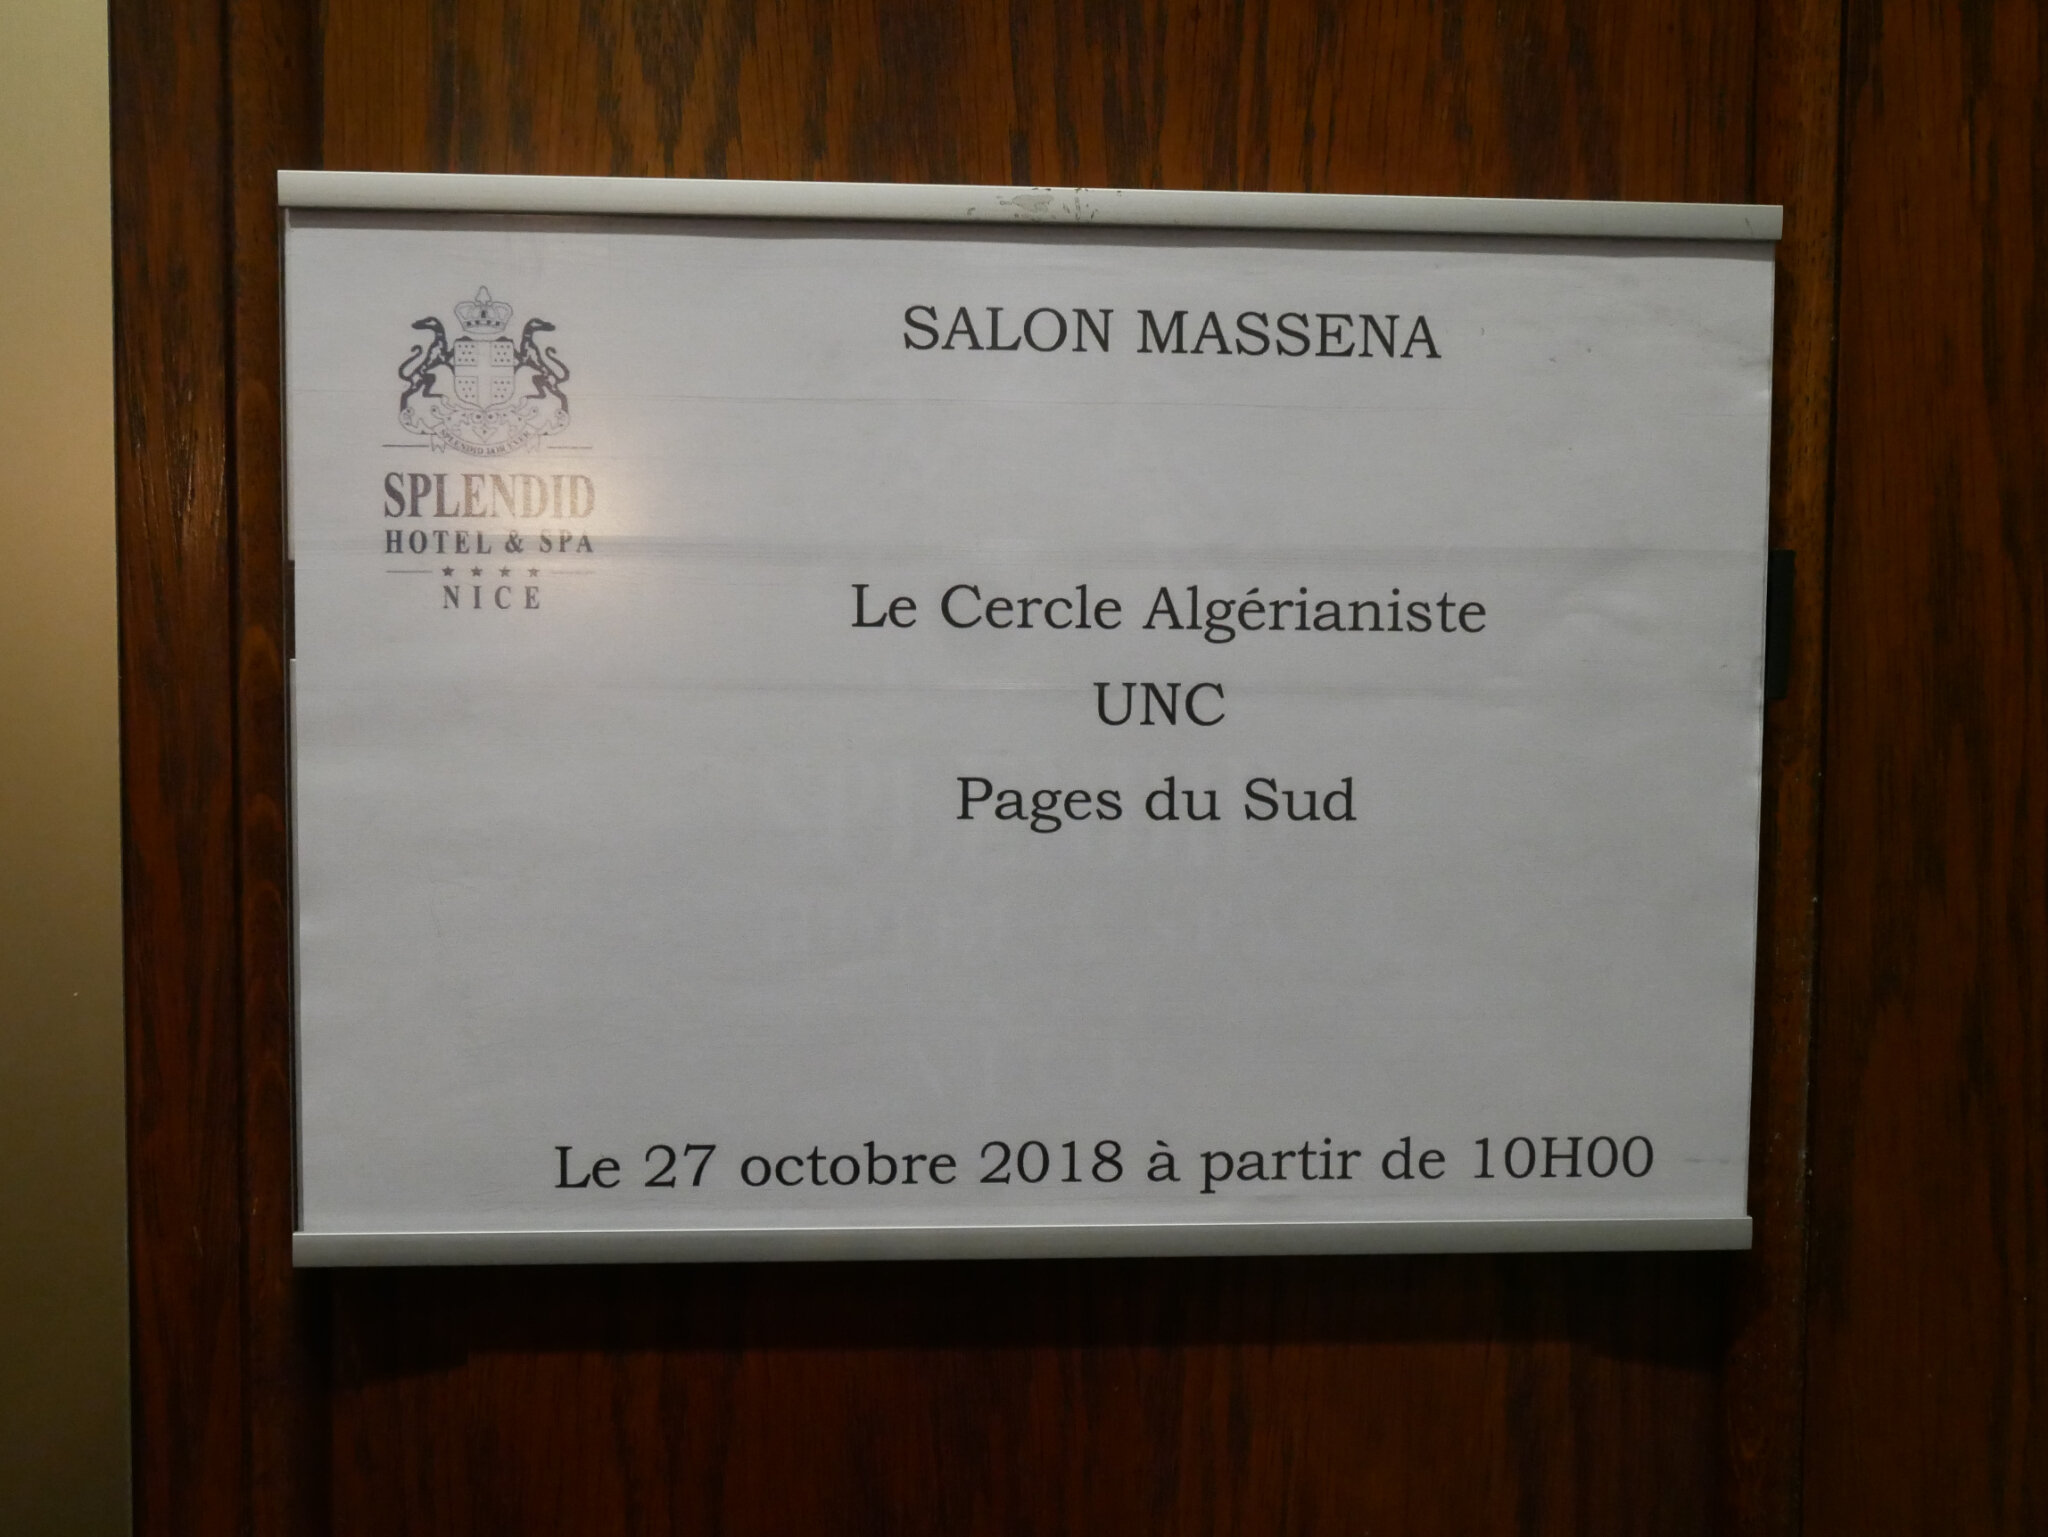 SALON MASSENA
SPLENDID
HOTEL & SPA
NICE
Le Cercle Algérianiste
UNC
Pages du Sud
Le 27 octobre 2018 à partir de 10H00